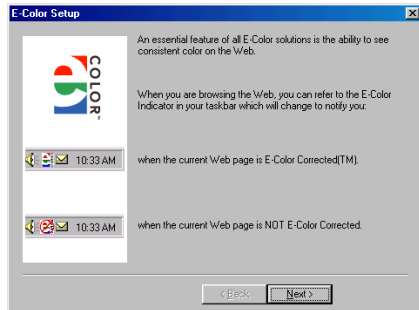 E-Color Setup
An essential feature of all E-Color solutions is the ability to see
consistent color on the Web.
COLOR
When you are browsing the Web, you can refer to the E-Color
Indicator in your taskbar which will change to notify you:
10:33 AM
when the current Web page is E-Color Corrected(TM).
10:33 AM
when the current Web page is NOT E-Color Corrected.
< Back
Next >